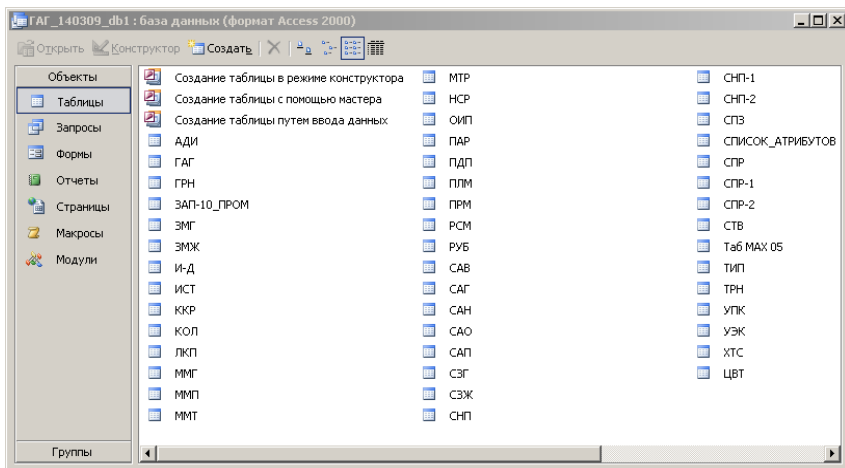 ГАГ_140309_db1 : база данных (формат Access 2000)
Открыть Конструктор Создать
Объекты
Таблицы
Запросы
Формы
Отчеты
Страницы
Макросы
Модули
Группы
Создание таблицы в режиме конструктора
Создание таблицы с помощью мастера
Создание таблицы путем ввода данных
АДИ
ГАГ
ГРН
ЗАП-10_ПРОМ
ЗМГ
ЗМЖ
И-Д
ИСТ
ККР
КОЛ
ЛКП
ММГ
ММП
ММТ
МТР
НСР
ОИП
ПАР
ПДП
ПЛМ
ПРМ
РСМ
РУБ
САВ
САГ
САН
САО
САП
СЗГ
СЗЖ
СНП
СНП-1
СНП-2
СПЗ
СПИСОК_АТРИБУТОВ
СПР
СПР-1
СПР-2
СТВ
Таб МАХ 05
ТИП
ТРН
УПК
УЭК
ХТС
ЦВТ